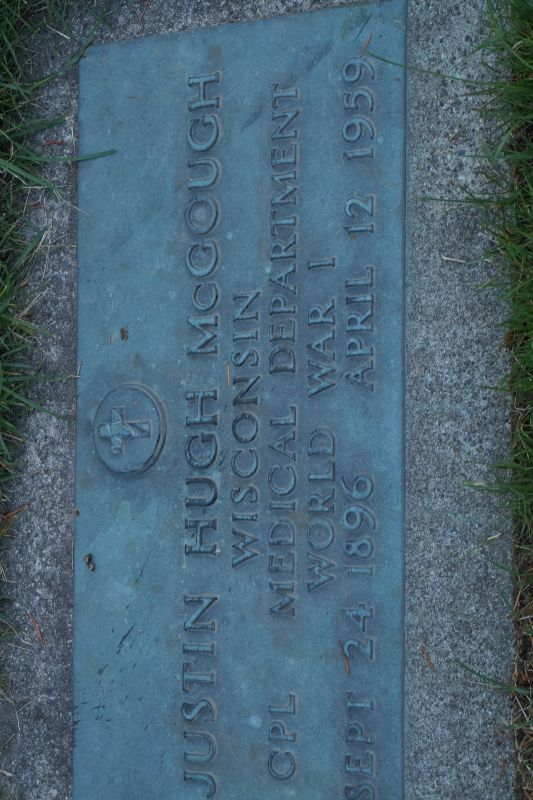 JUSTIN HUGH McGOUGH
WISCONSIN
CPL MEDICAL DEPARTMENT
WORLD WAR I
SEPT 24 1896 APRIL 12 1959